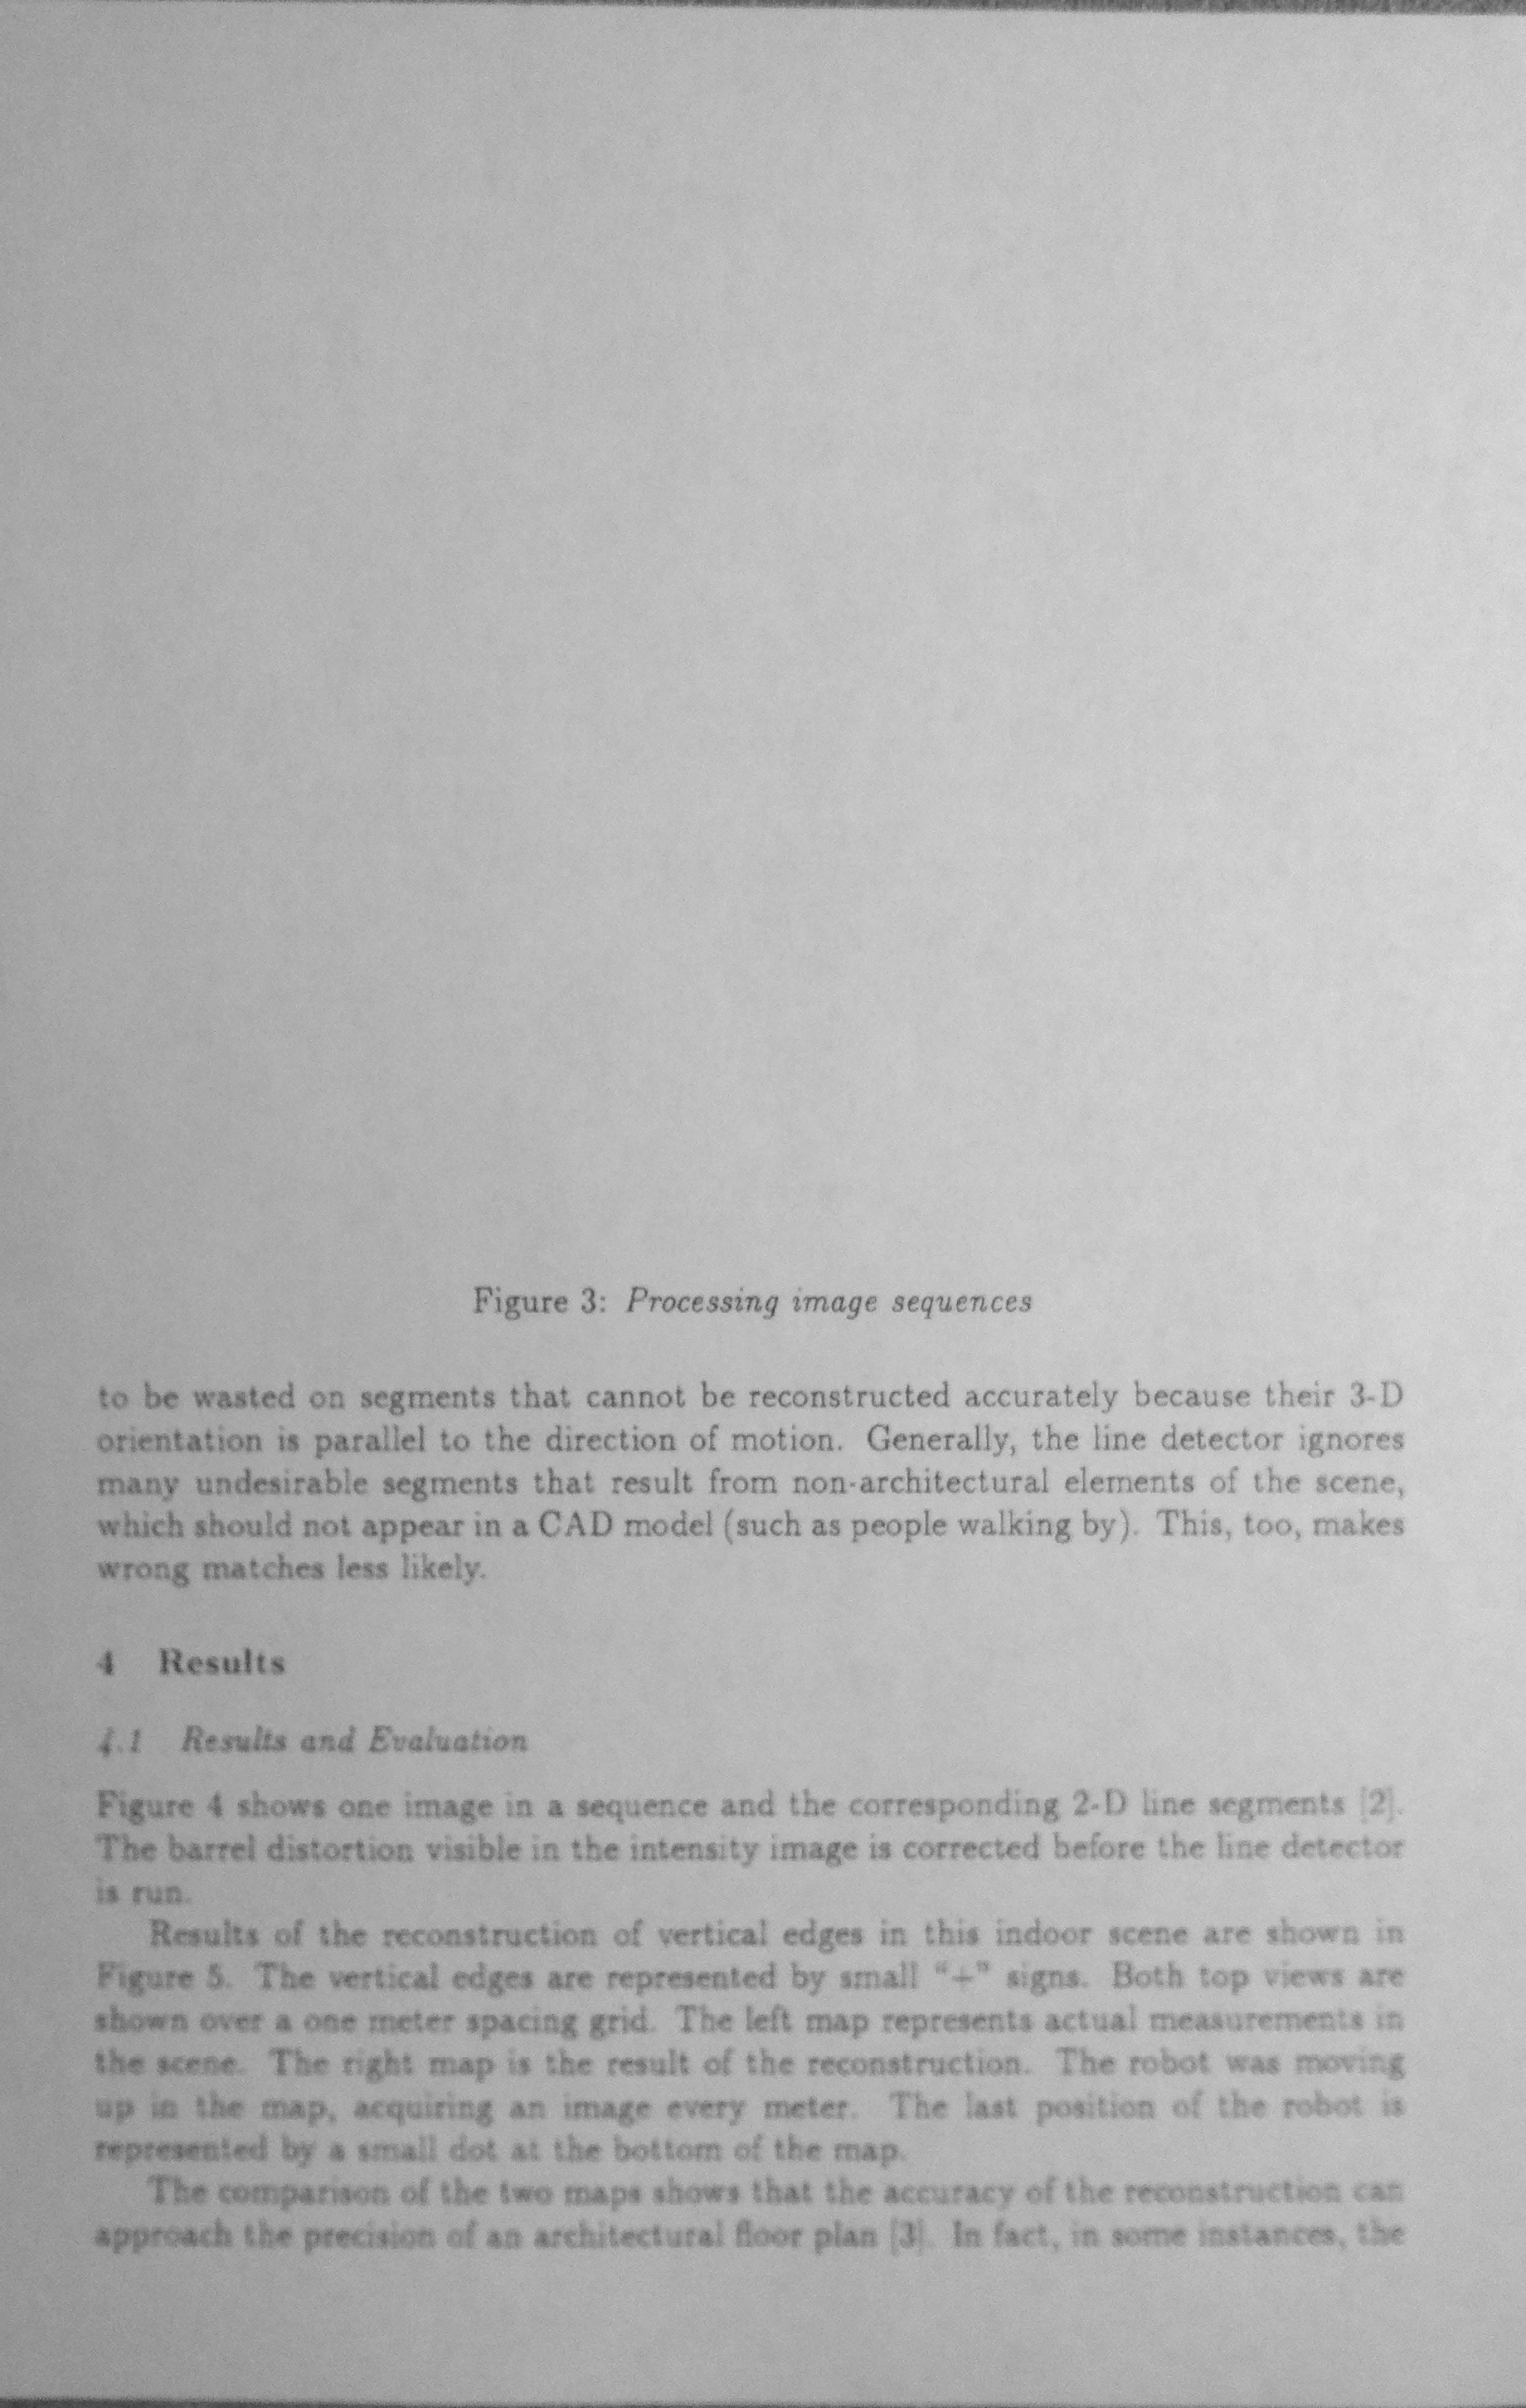 Figure 3: Processing image sequences
to be wasted on segments that cannot be reconstructed accurately because their 3-D
orientation is parallel to the direction of motion. Generally, the line detector ignores
many undesirable segments that result from non-architectural elements of the scene,
which should not appear in a CAD model (such as people walking by). This, too, makes
wrong matches less likely.
4 Results
4.1 Results and Evaluation
Figure 4 shows one image in a sequence and the corresponding 2-D line segments [2].
The barrel distortion visible in the intensity image is corrected before the line detector
is run.
Results of the reconstruction of vertical edges in this indoor scene are shown in
Figure 5. The vertical edges are represented by small “+” signs. Both top views are
shown over a one meter spacing grid. The left map represents actual measurements in
the scene. The right map is the result of the reconstruction. The robot was moving
up in the map, acquiring an image every meter. The last position of the robot is
represented by a small dot at the bottom of the map.
The comparison of the two maps shows that the accuracy of the reconstruction can
approach the precision of an architectural floor plan [3]. In fact, in some instances, the